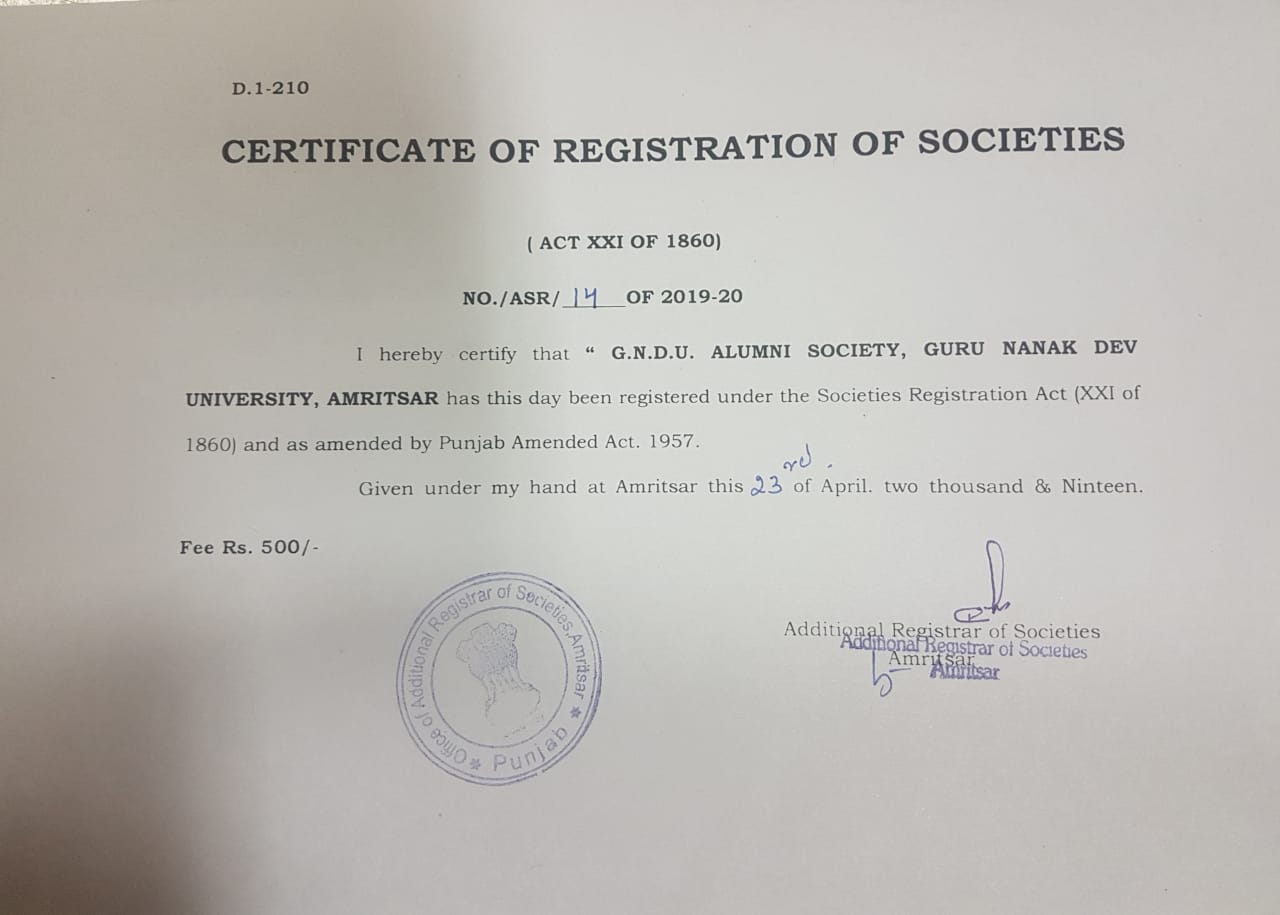 D.1-210
CERTIFICATE OF REGISTRATION OF SOCIETIES
( ACT XXI OF 1860)
NO./ASR/ 14 OF 2019-20
I hereby certify that “ G.N.D.U. ALUMNI SOCIETY, GURU NANAK DEV
UNIVERSITY, AMRITSAR has this day been registered under the Societies Registration Act (XXI of
1860) and as amended by Punjab Amended Act. 1957.
Given under my hand at Amritsar this 23rd of April. two thousand & Ninteen.
Fee Rs. 500/-
Additional Registrar of Societies
Amritsar
Additional Registrar of Societies
Amritsar
Office of Additional Registrar of Societies, Amritsar
* Punjab *